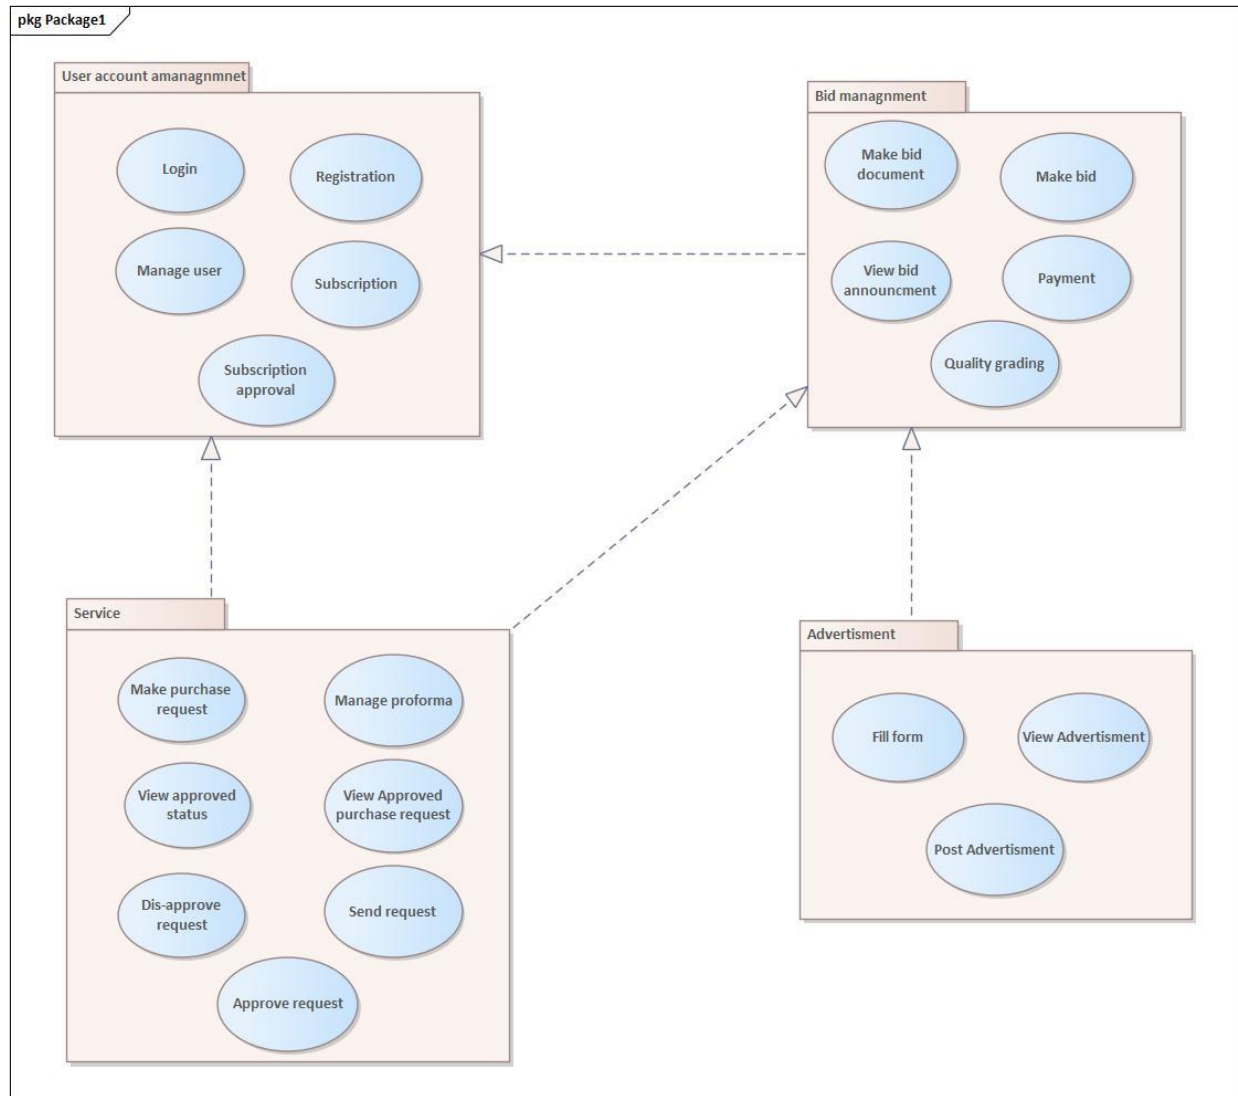 pkg Package1
User account amanagnmnet
Login
Registration
Manage user
Subscription
Subscription
approval
Bid managnment
Make bid
document
Make bid
View bid
announcment
Payment
Quality grading
Service
Make purchase
request
Manage proforma
View approved
status
View Approved
purchase request
Dis-approve
request
Send request
Approve request
Advertisment
Fill form
View Advertisment
Post Advertisment